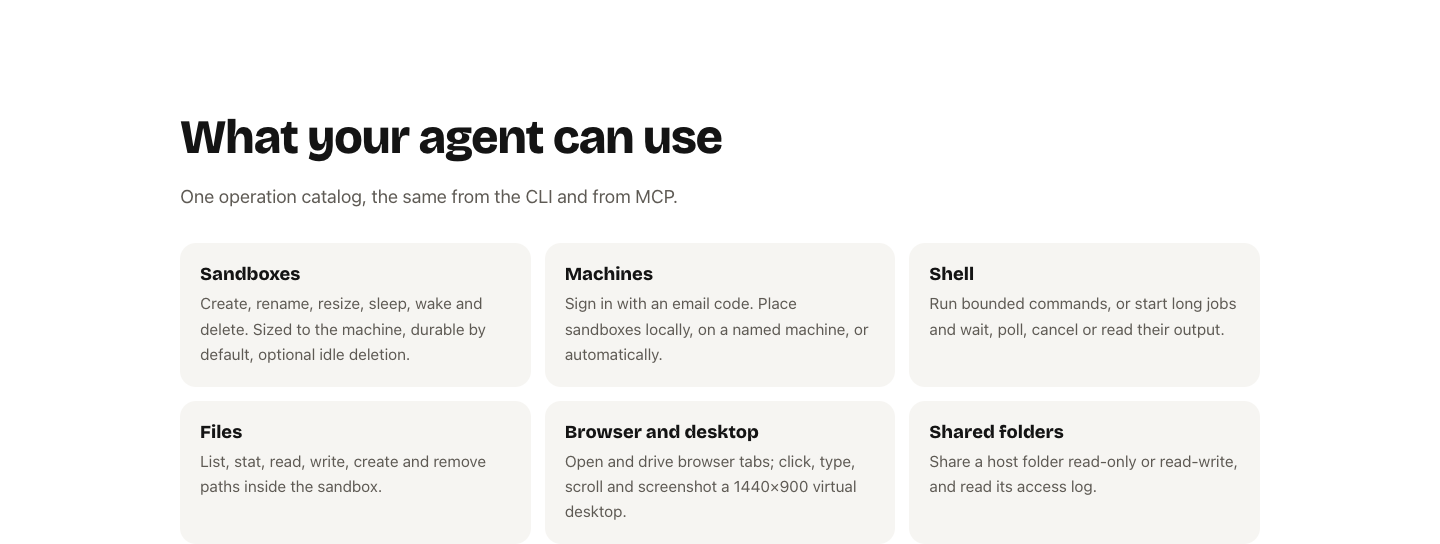 What your agent can use
One operation catalog, the same from the CLI and from MCP.
Sandboxes
Create, rename, resize, sleep, wake and
delete. Sized to the machine, durable by
default, optional idle deletion.
Machines
Sign in with an email code. Place
sandboxes locally, on a named machine, or
automatically.
Shell
Run bounded commands, or start long jobs
and wait, poll, cancel or read their output.
Files
List, stat, read, write, create and remove
paths inside the sandbox.
Browser and desktop
Open and drive browser tabs; click, type,
scroll and screenshot a 1440×900 virtual
desktop.
Shared folders
Share a host folder read-only or read-write,
and read its access log.